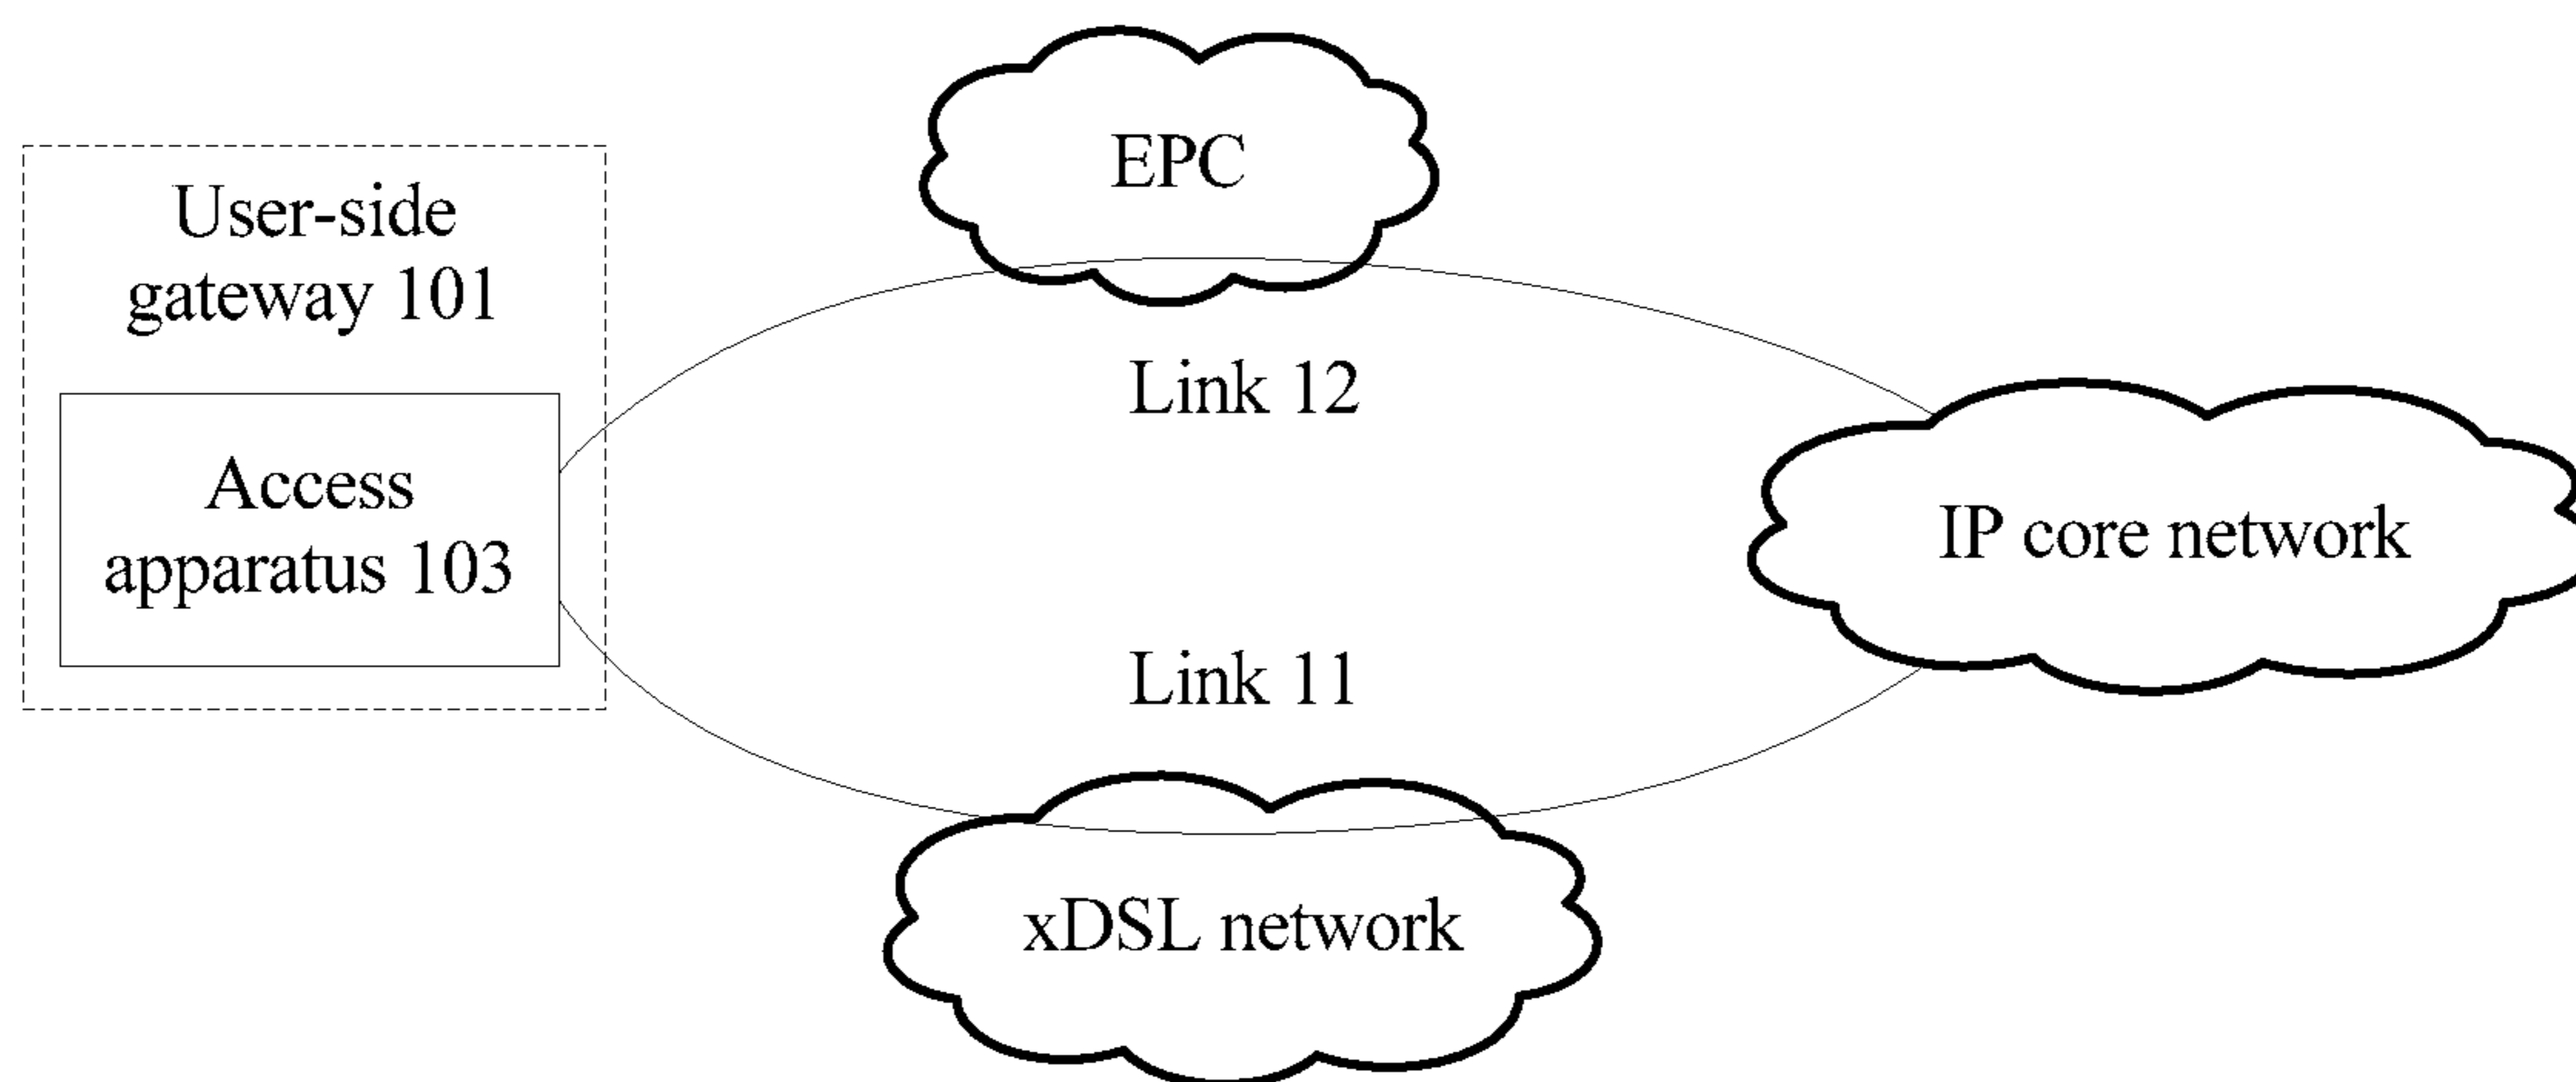 EPC
User-side
gateway 101
Link 12
Access
apparatus 103
IP core network
Link 11
xDSL network